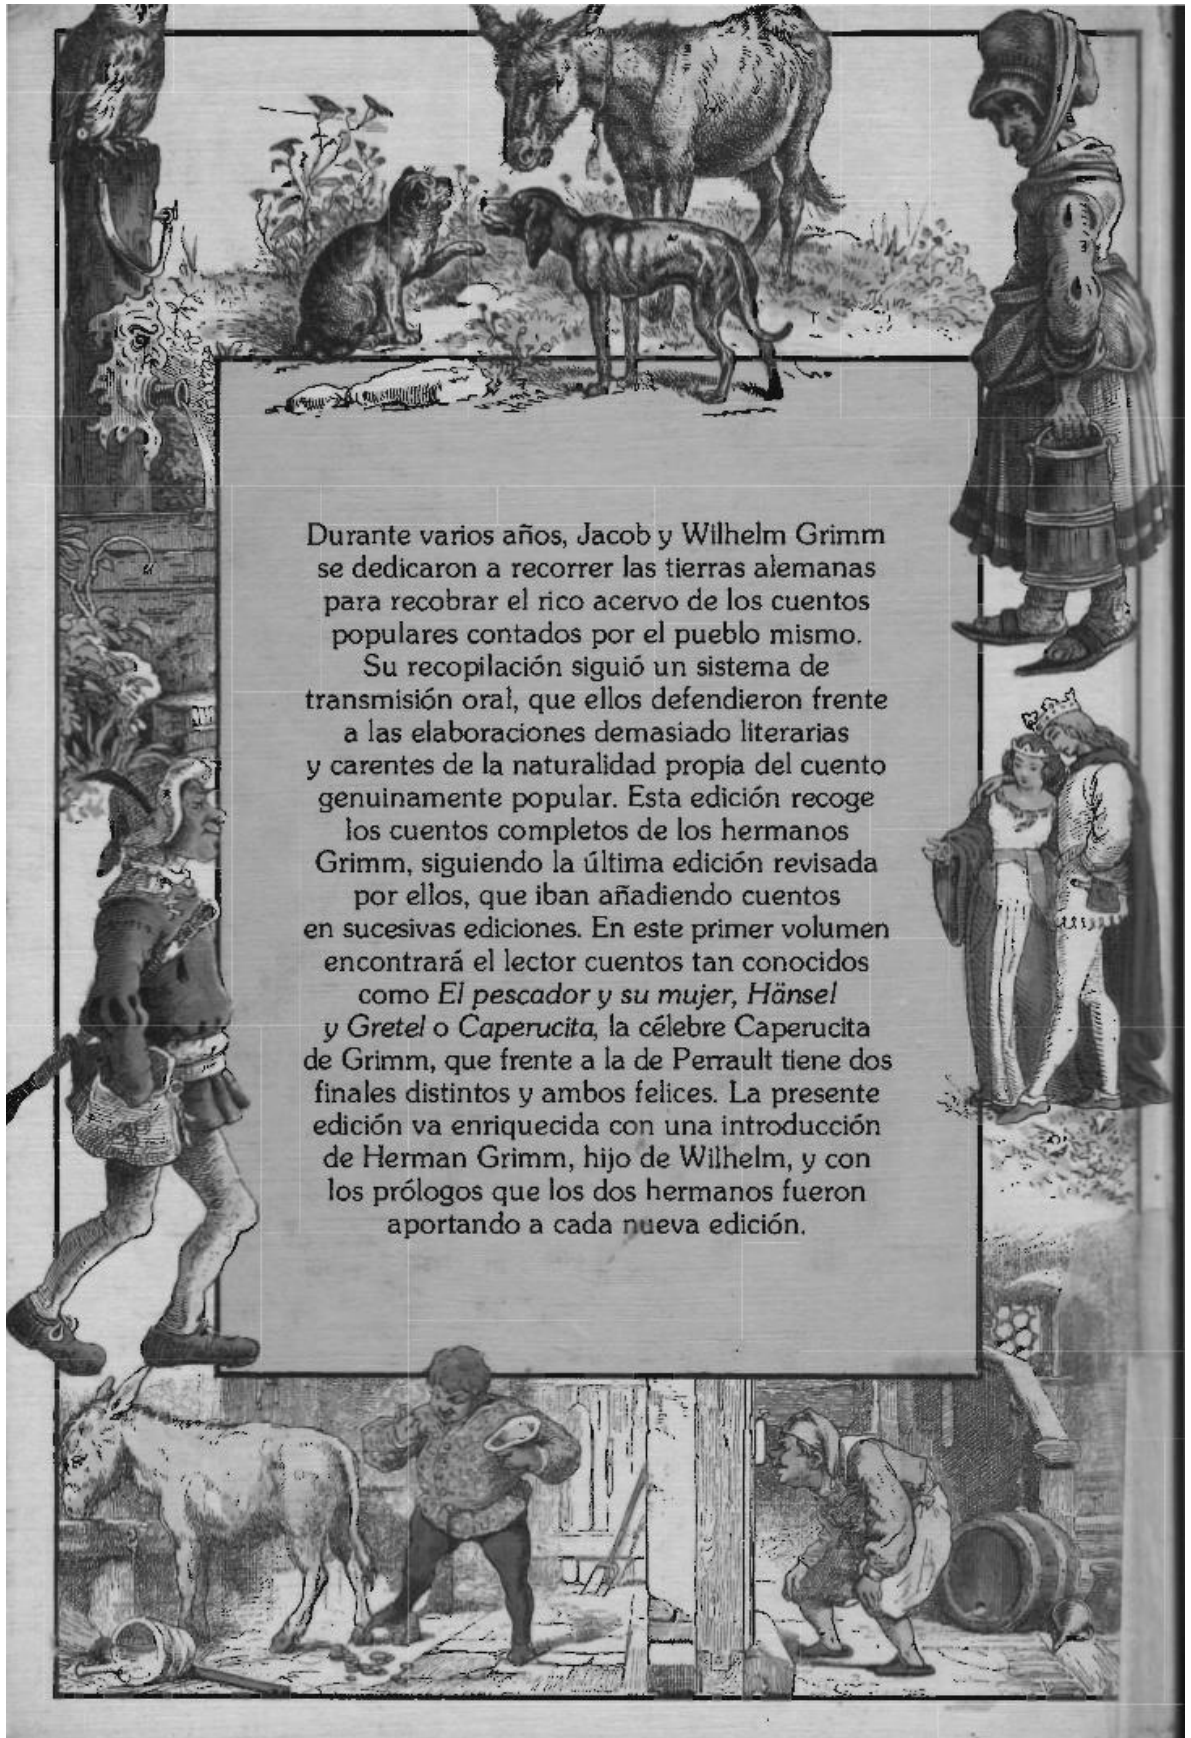 Durante varios años, Jacob y Wilhelm Grimm
se dedicaron a recorrer las tierras alemanas
para recobrar el rico acervo de los cuentos
populares contados por el pueblo mismo.
Su recopilación siguió un sistema de
transmisión oral, que ellos defendieron frente
a las elaboraciones demasiado literarias
y carentes de la naturalidad propia del cuento
genuinamente popular. Esta edición recoge
los cuentos completos de los hermanos
Grimm, siguiendo la última edición revisada
por ellos, que iban añadiendo cuentos
en sucesivas ediciones. En este primer volumen
encontrará el lector cuentos tan conocidos
como El pescador y su mujer, Hänsel
y Gretel o Caperucita, la célebre Caperucita
de Grimm, que frente a la de Perrault tiene dos
finales distintos y ambos felices. La presente
edición va enriquecida con una introducción
de Herman Grimm, hijo de Wilhelm, y con
los prólogos que los dos hermanos fueron
aportando a cada nueva edición.